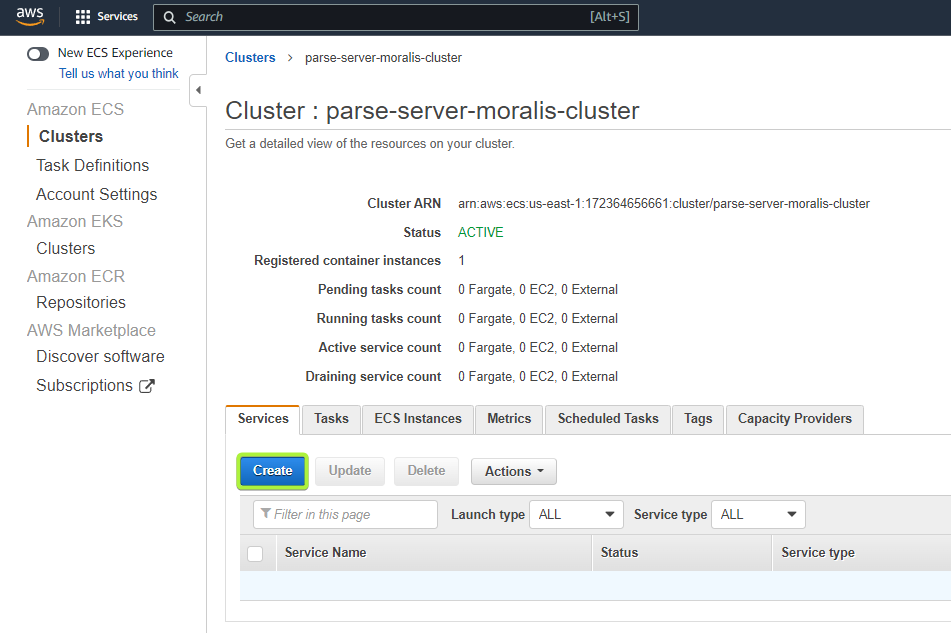 aws Services Search [Alt+S]
New ECS Experience
Tell us what you think
Amazon ECS
Clusters
Task Definitions
Account Settings
Amazon EKS
Clusters
Amazon ECR
Repositories
AWS Marketplace
Discover software
Subscriptions
Clusters > parse-server-moralis-cluster
Cluster : parse-server-moralis-cluster
Get a detailed view of the resources on your cluster.
Cluster ARN arn:aws:ecs:us-east-1:172364656661:cluster/parse-server-moralis-cluster
Status ACTIVE
Registered container instances 1
Pending tasks count 0 Fargate, 0 EC2, 0 External
Running tasks count 0 Fargate, 0 EC2, 0 External
Active service count 0 Fargate, 0 EC2, 0 External
Draining service count 0 Fargate, 0 EC2, 0 External
Services Tasks ECS Instances Metrics Scheduled Tasks Tags Capacity Providers
Create Update Delete Actions
Filter in this page Launch type ALL Service type ALL
Service Name Status Service type